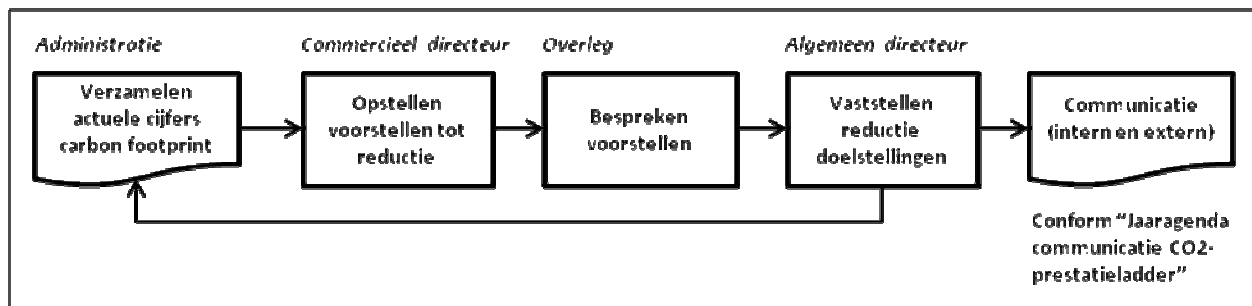 Administratie
Commercieel directeur
Overleg
Algemeen directeur
Verzamelen
actuele cijfers
carbon footprint
Opstellen
voorstellen tot
reductie
Bespreken
voorstellen
Vaststellen
reductie
doelstellingen
Communicatie
(intern en extern)
Conform “Jaaragenda
communicatie CO2-
prestatieladder”